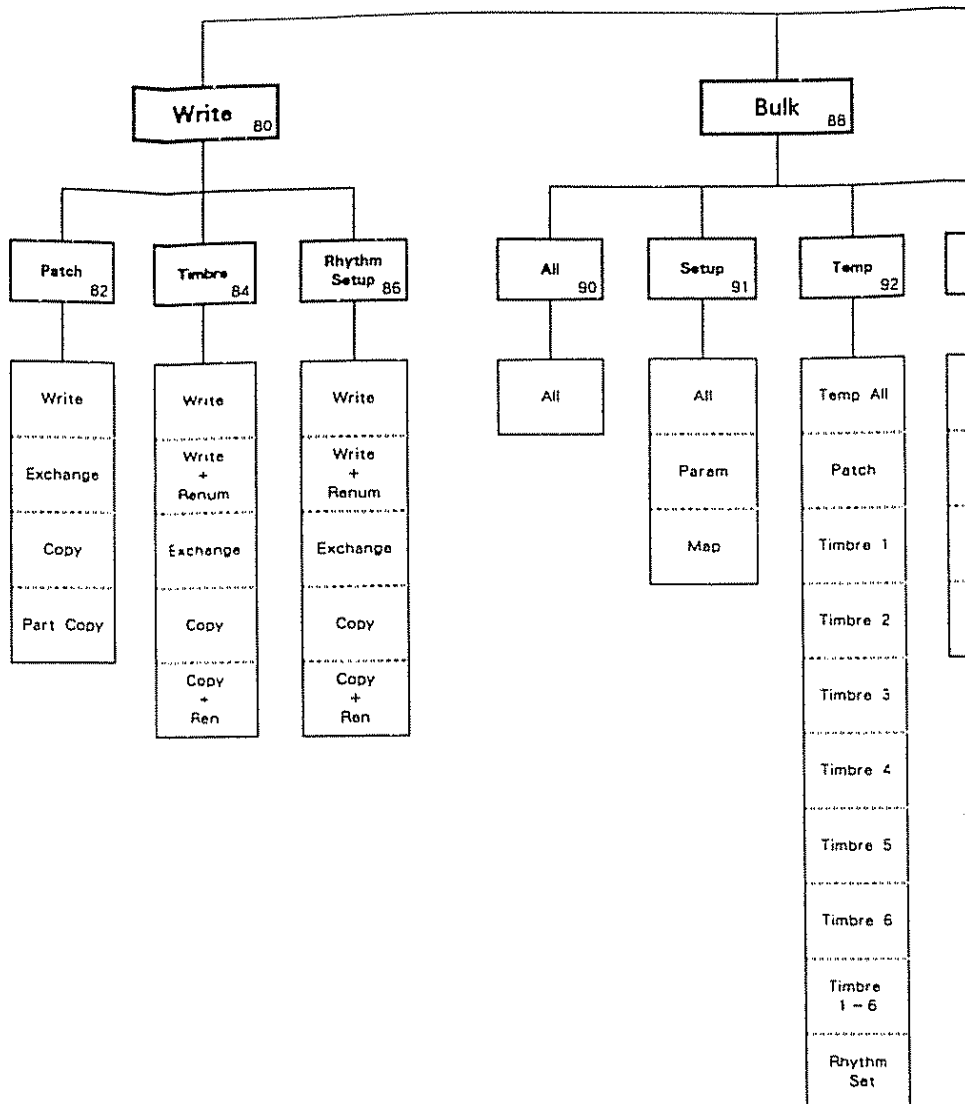 Write 80
Bulk 88
Patch 82
Timbre 84
Rhythm
Setup 86
All 90
Setup 91
Temp 92
Write
Exchange
Copy
Part Copy
Write
Write
+
Renum
Exchange
Copy
Copy
+
Ren
Write
Write
+
Renum
Exchange
Copy
Copy
+
Ren
All
All
Param
Map
Temp All
Patch
Timbre 1
Timbre 2
Timbre 3
Timbre 4
Timbre 5
Timbre 6
Timbre
1 – 6
Rhythm
Set